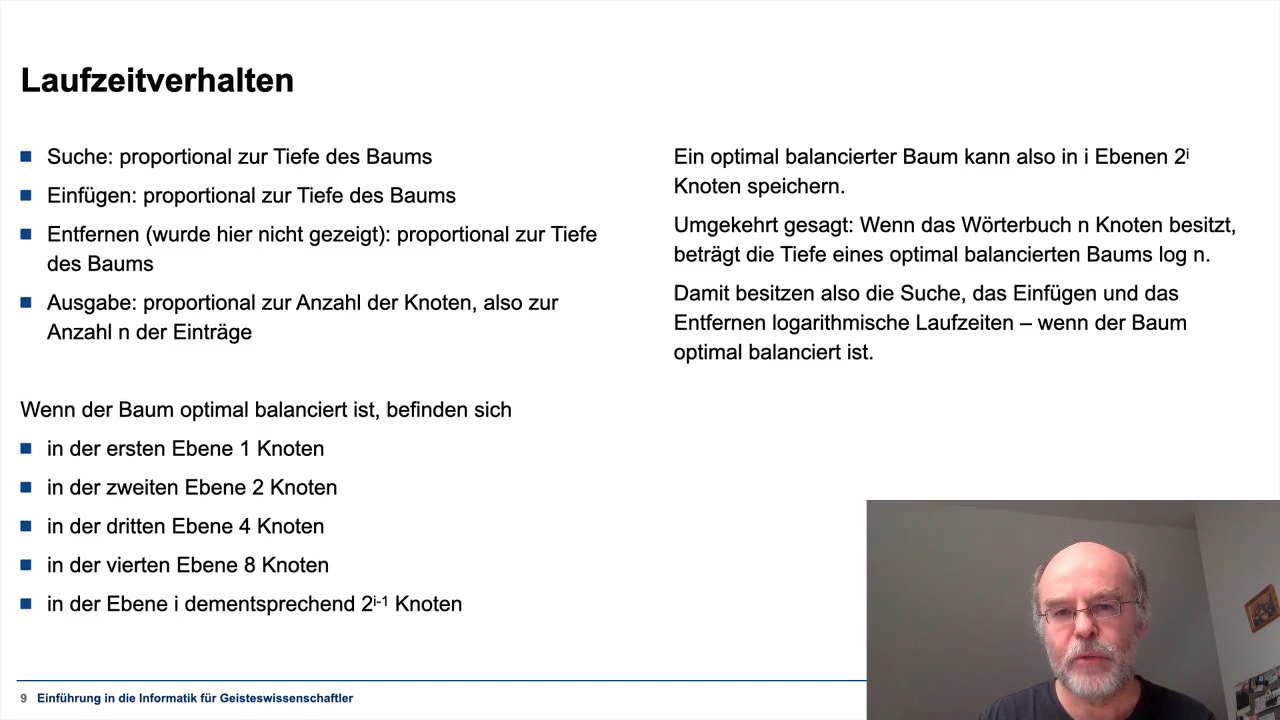 Laufzeitverhalten
Suche: proportional zur Tiefe des Baums
Einfügen: proportional zur Tiefe des Baums
Entfernen (wurde hier nicht gezeigt): proportional zur Tiefe
des Baums
Ausgabe: proportional zur Anzahl der Knoten, also zur
Anzahl n der Einträge
Wenn der Baum optimal balanciert ist, befinden sich
in der ersten Ebene 1 Knoten
in der zweiten Ebene 2 Knoten
in der dritten Ebene 4 Knoten
in der vierten Ebene 8 Knoten
in der Ebene i dementsprechend 2ⁱ⁻¹ Knoten
Ein optimal balancierter Baum kann also in i Ebenen 2ⁱ
Knoten speichern.
Umgekehrt gesagt: Wenn das Wörterbuch n Knoten besitzt,
beträgt die Tiefe eines optimal balancierten Baums log n.
Damit besitzen also die Suche, das Einfügen und das
Entfernen logarithmische Laufzeiten – wenn der Baum
optimal balanciert ist.
9 Einführung in die Informatik für Geisteswissenschaftler